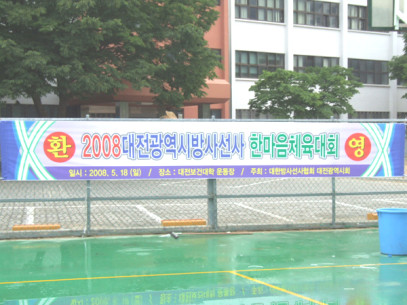 환 2008대전광역시방사선사 한마음체육대회 영
일시 : 2008. 5. 18 (일) / 장소 : 대전보건대학 운동장 / 주최 : 대한방사선사협회 대전광역시회